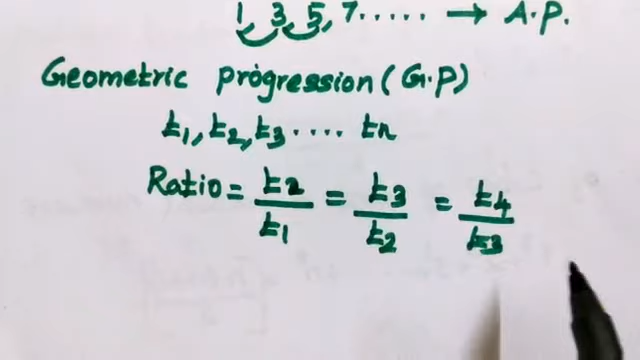 1, 3, 5, 7..... → A.P.
Geometric progression (G.P)
t1, t2, t3 .... tn
Ratio = t2/t1 = t3/t2 = t4/t3